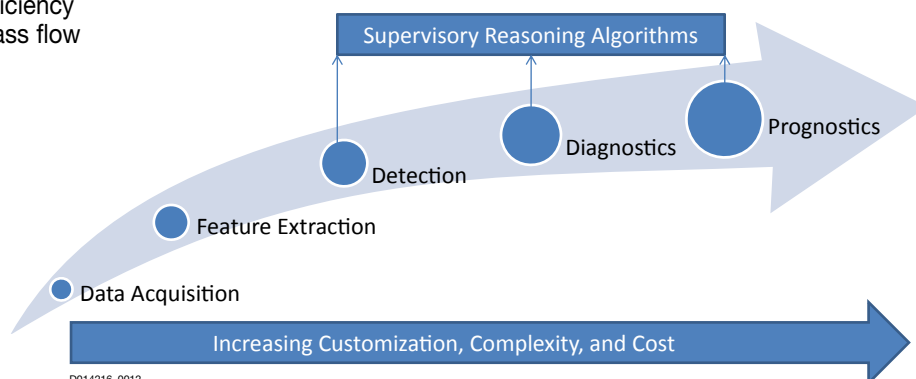 iciency
ass flow
Supervisory Reasoning Algorithms
Prognostics
Diagnostics
Detection
Feature Extraction
Data Acquisition
Increasing Customization, Complexity, and Cost